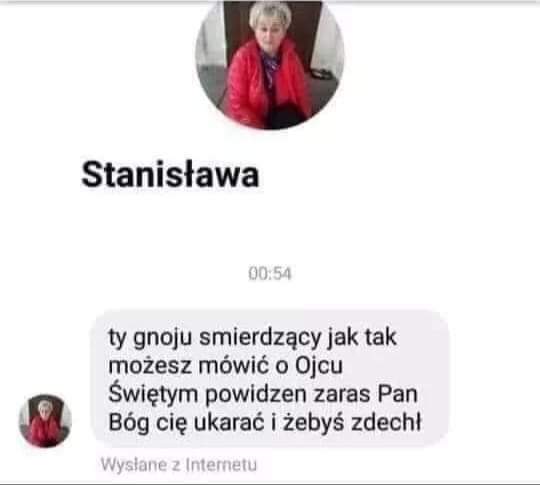 Stanisława
00:54
ty gnoju smierdzący jak tak
możesz mówić o Ojcu
Świętym powidzen zaras Pan
Bóg cię ukarać i żebyś zdechł
Wysłane z Internetu